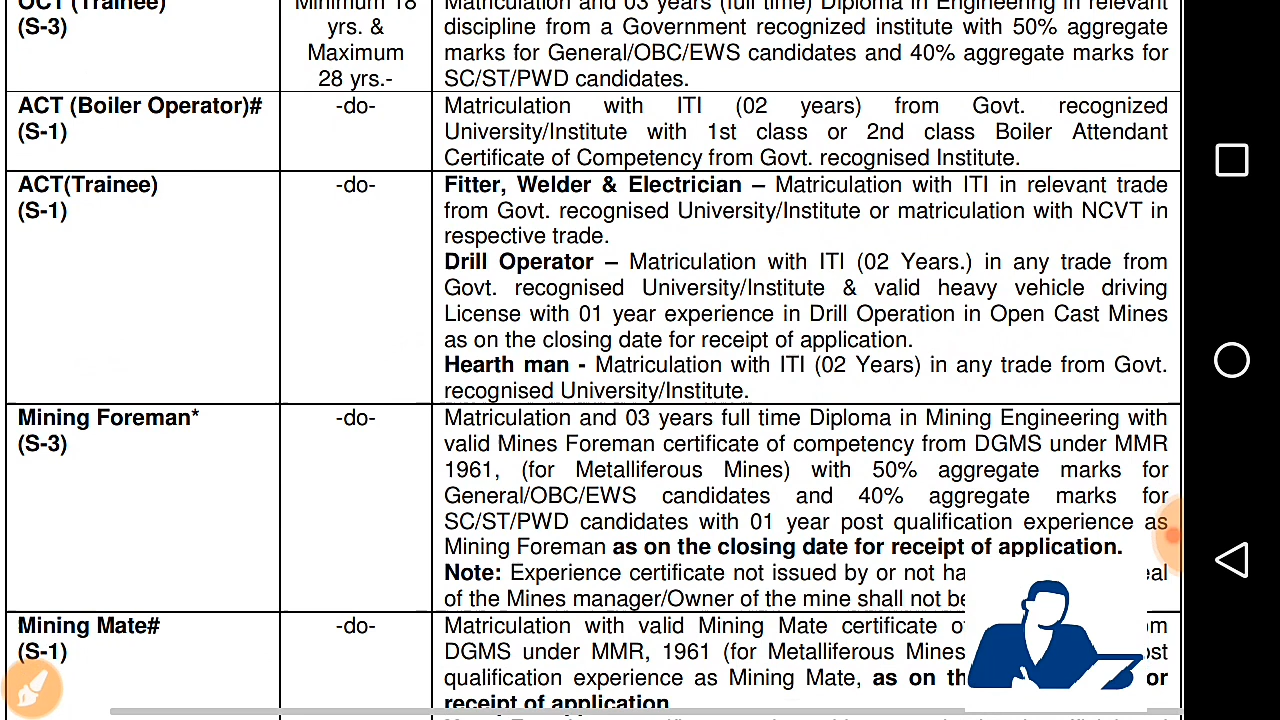 OCT (Trainee)
(S-3)
Minimum 18
yrs. &
Maximum
28 yrs.-
Matriculation and 03 years (full time) Diploma in Engineering in relevant
discipline from a Government recognized institute with 50% aggregate
marks for General/OBC/EWS candidates and 40% aggregate marks for
SC/ST/PWD candidates.
ACT (Boiler Operator)#
(S-1)
-do-
Matriculation with ITI (02 years) from Govt. recognized
University/Institute with 1st class or 2nd class Boiler Attendant
Certificate of Competency from Govt. recognised Institute.
ACT(Trainee)
(S-1)
-do-
Fitter, Welder & Electrician – Matriculation with ITI in relevant trade
from Govt. recognised University/Institute or matriculation with NCVT in
respective trade.
Drill Operator – Matriculation with ITI (02 Years.) in any trade from
Govt. recognised University/Institute & valid heavy vehicle driving
License with 01 year experience in Drill Operation in Open Cast Mines
as on the closing date for receipt of application.
Hearth man - Matriculation with ITI (02 Years) in any trade from Govt.
recognised University/Institute.
Mining Foreman*
(S-3)
-do-
Matriculation and 03 years full time Diploma in Mining Engineering with
valid Mines Foreman certificate of competency from DGMS under MMR
1961, (for Metalliferous Mines) with 50% aggregate marks for
General/OBC/EWS candidates and 40% aggregate marks for
SC/ST/PWD candidates with 01 year post qualification experience as
Mining Foreman as on the closing date for receipt of application.
Note: Experience certificate not issued by or not
of the Mines manager/Owner of the mine shall not
Mining Mate#
(S-1)
-do-
Matriculation with valid Mining Mate certificate
DGMS under MMR, 1961 (for Metalliferous Mines
qualification experience as Mining Mate, as on
receipt of application